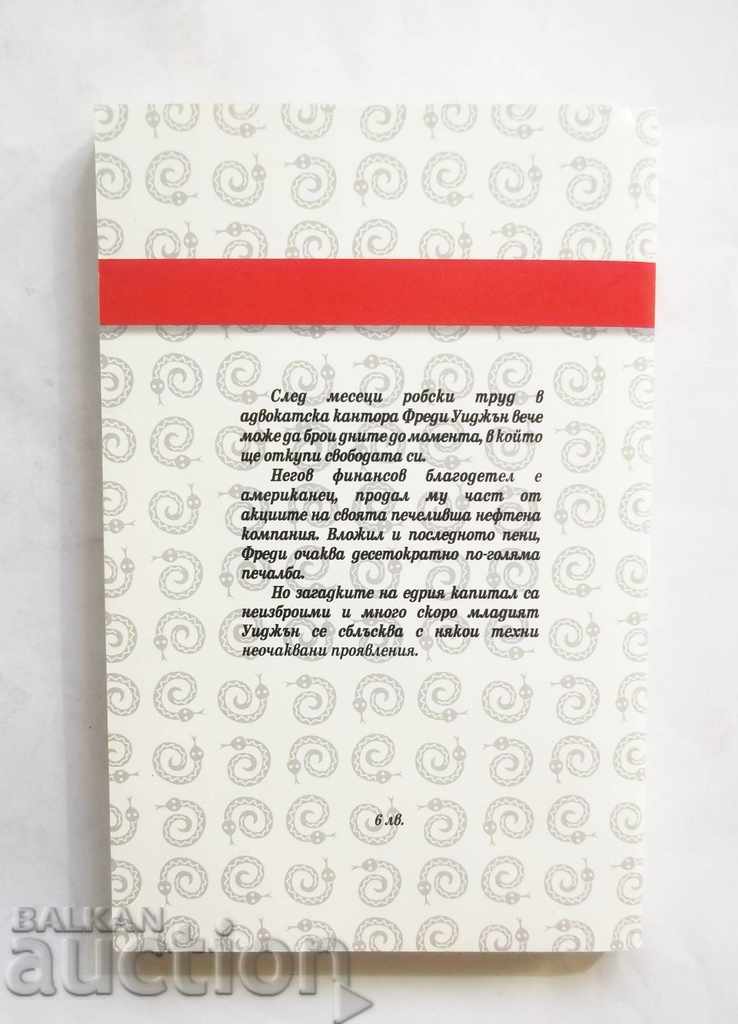 След месеци робски труд в
адвокатска кантора Фреди Уиджън вече
може да брои дните до момента, в който
ще откупи свободата си.
Негов финансов благодетел е
американец, продал му част от
акциите на своята печеливша нефтена
компания. Вложил и последното пени,
Фреди очаква десетократно по-голяма
печалба.
Но загадките на едрия капитал са
неизброими и много скоро младият
Уиджън се сблъсква с някои техни
неочаквани проявления.
6 лв.
BALKAN
auction